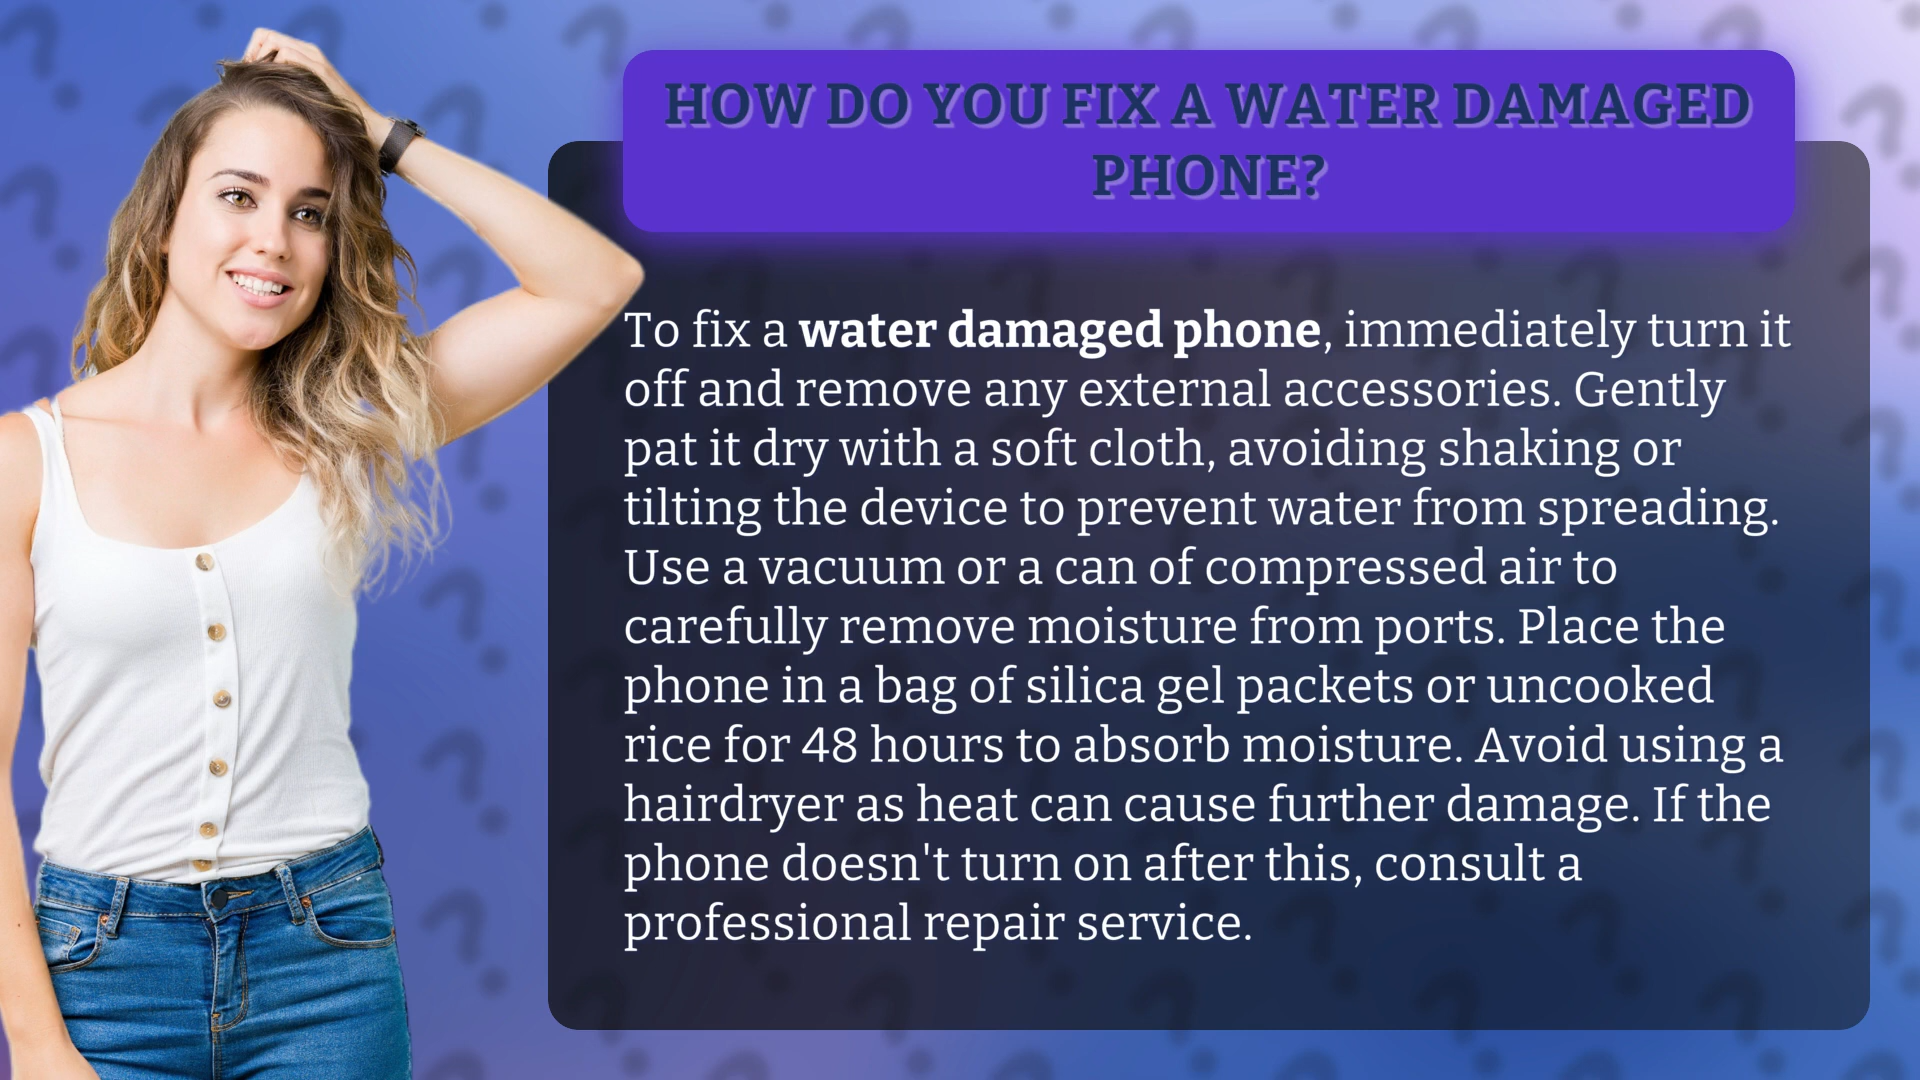 HOW DO YOU FIX A WATER DAMAGED
PHONE?
To fix a water damaged phone, immediately turn it
off and remove any external accessories. Gently
pat it dry with a soft cloth, avoiding shaking or
tilting the device to prevent water from spreading.
Use a vacuum or a can of compressed air to
carefully remove moisture from ports. Place the
phone in a bag of silica gel packets or uncooked
rice for 48 hours to absorb moisture. Avoid using a
hairdryer as heat can cause further damage. If the
phone doesn't turn on after this, consult a
professional repair service.